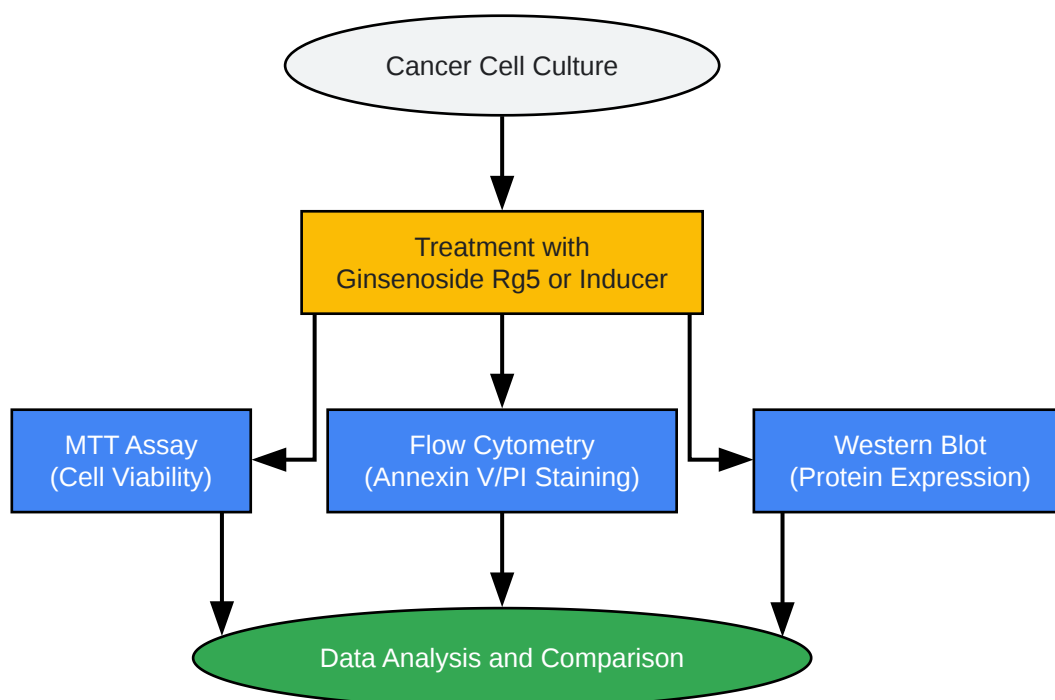 Cancer Cell Culture
Treatment with
Ginsenoside Rg5 or Inducer
MTT Assay
(Cell Viability)
Flow Cytometry
(Annexin V/PI Staining)
Western Blot
(Protein Expression)
Data Analysis and Comparison